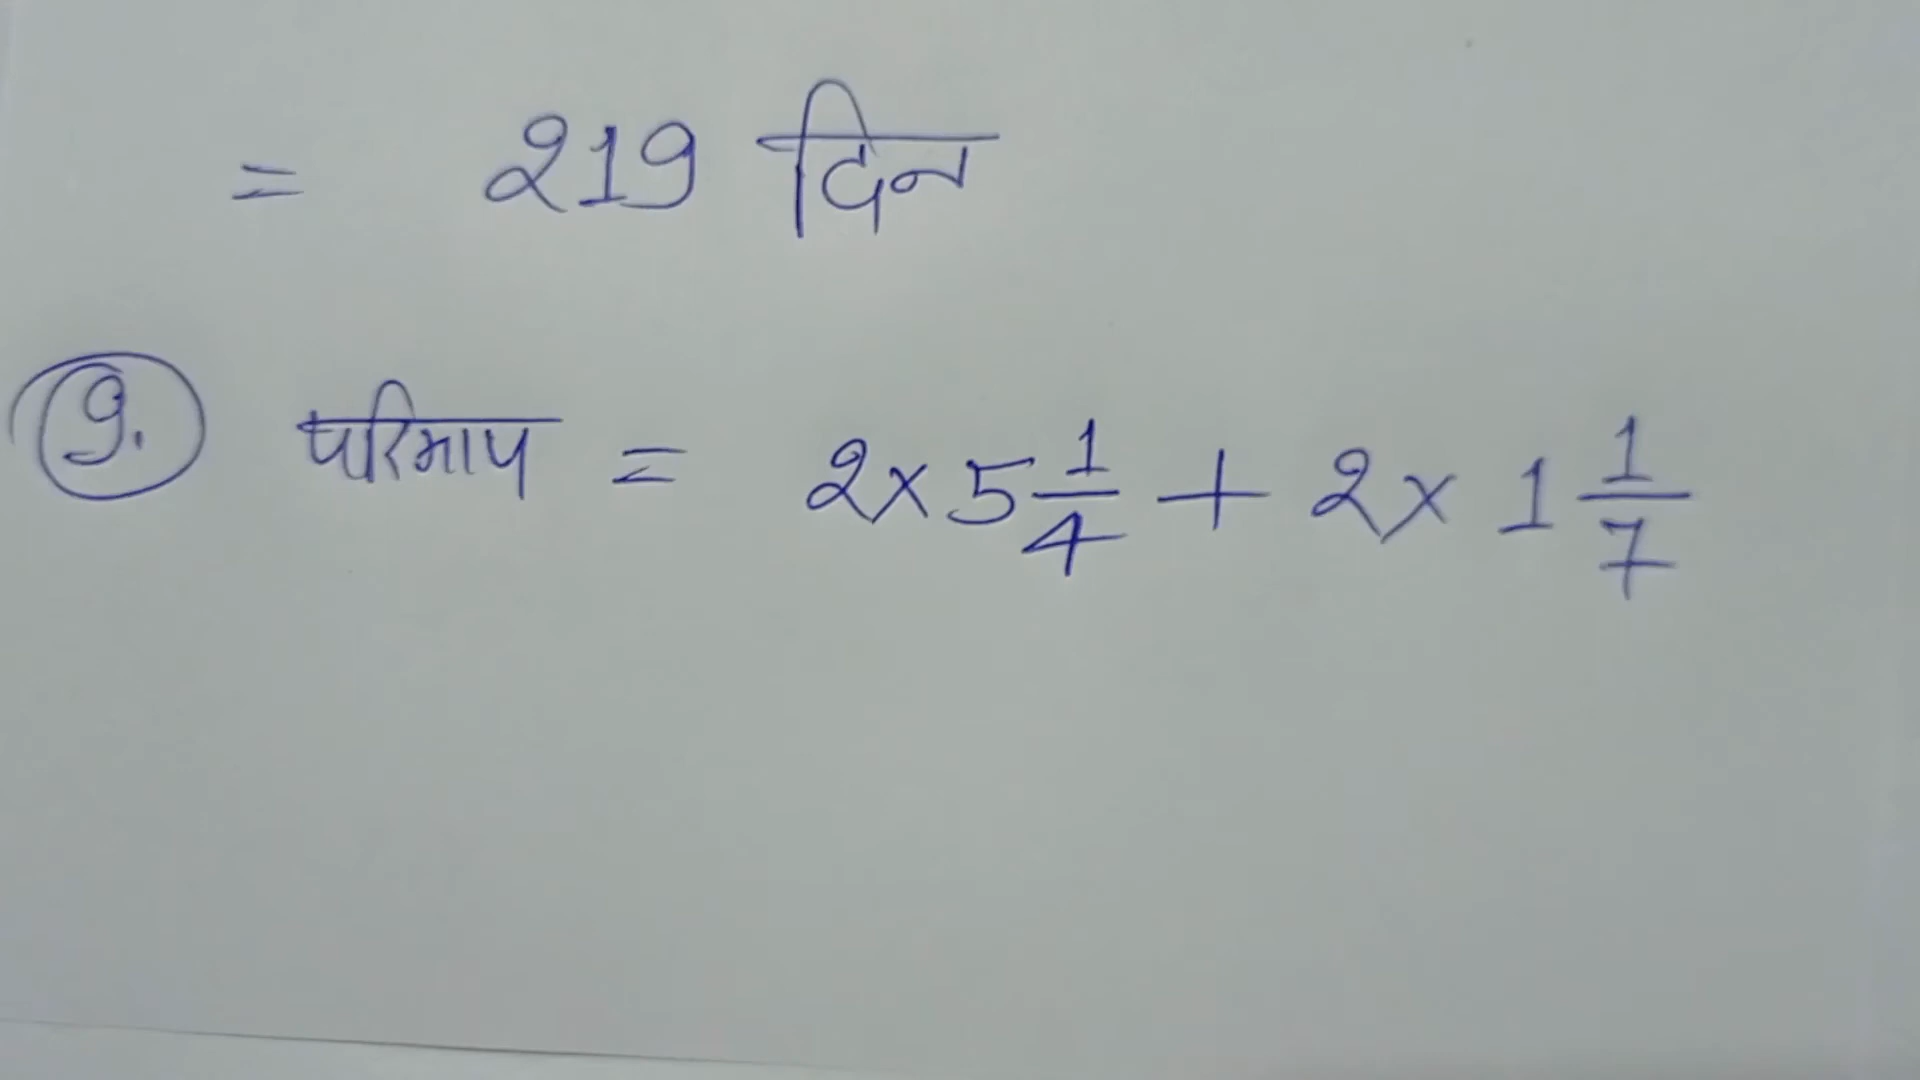 = 219 दिन
9. परिमाप = 2 x 5 1/4 + 2 x 1 1/7